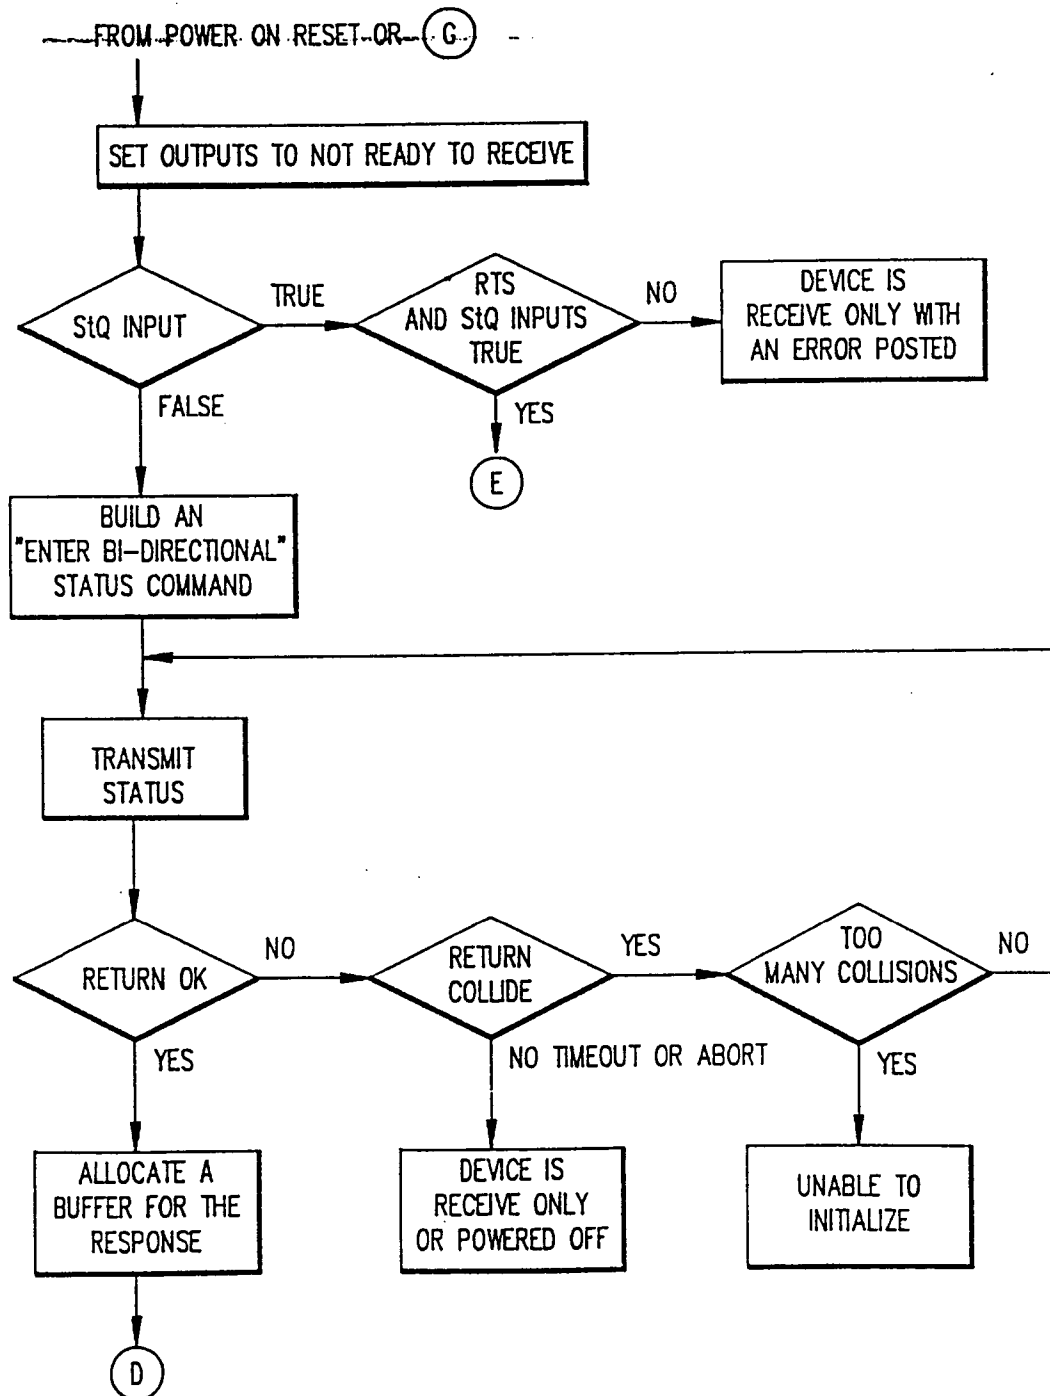 FROM POWER ON RESET OR G
SET OUTPUTS TO NOT READY TO RECEIVE
StQ INPUT
TRUE
RTS
AND StQ INPUTS
TRUE
NO
DEVICE IS
RECEIVE ONLY WITH
AN ERROR POSTED
FALSE
YES
E
BUILD AN
"ENTER BI-DIRECTIONAL"
STATUS COMMAND
TRANSMIT
STATUS
RETURN OK
NO
RETURN
COLLIDE
YES
TOO
MANY COLLISIONS
NO
YES
NO TIMEOUT OR ABORT
YES
ALLOCATE A
BUFFER FOR THE
RESPONSE
DEVICE IS
RECEIVE ONLY
OR POWERED OFF
UNABLE TO
INITIALIZE
D